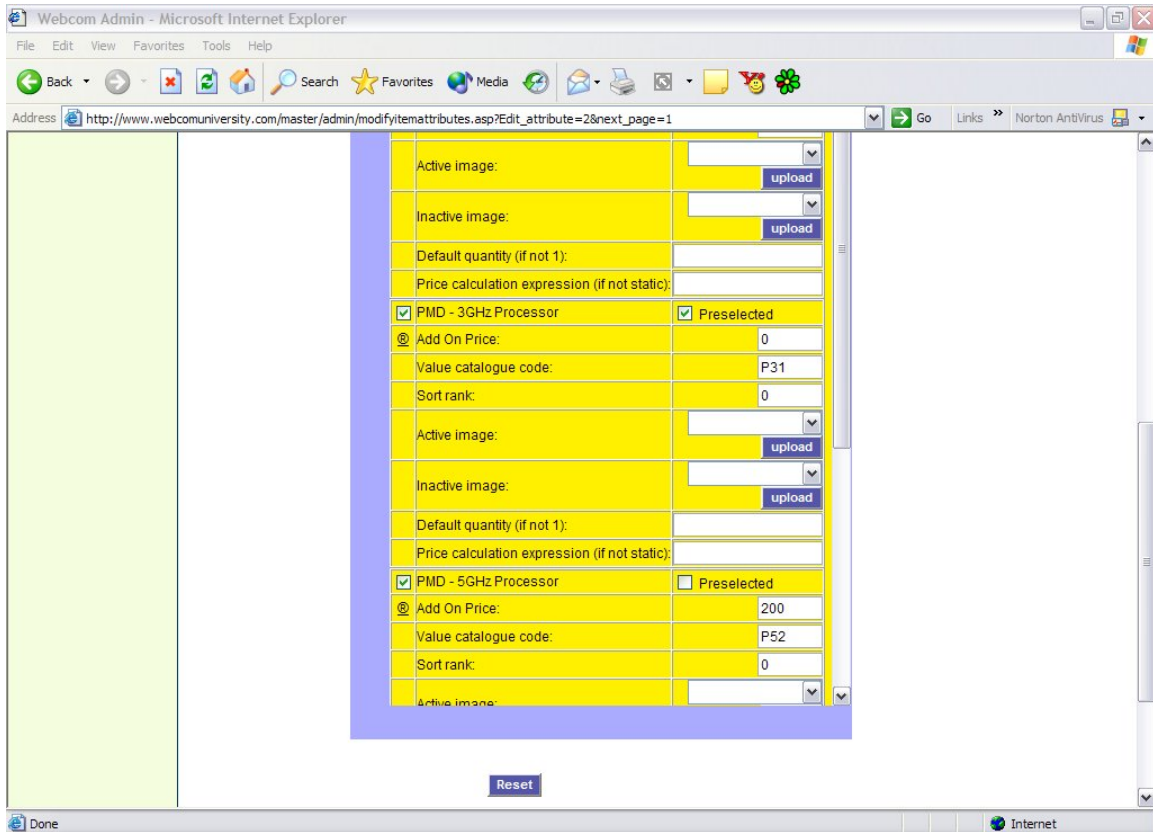 Webcom Admin - Microsoft Internet Explorer
File Edit View Favorites Tools Help
Back Search Favorites Media
Address http://www.webcomuniversity.com/master/admin/modifyitemattributes.asp?Edit_attribute=2&next_page=1 Go Links » Norton AntiVirus
Active image:
upload
Inactive image:
upload
Default quantity (if not 1):
Price calculation expression (if not static):
PMD - 3GHz Processor Preselected
® Add On Price: 0
Value catalogue code: P31
Sort rank: 0
Active image:
upload
Inactive image:
upload
Default quantity (if not 1):
Price calculation expression (if not static):
PMD - 5GHz Processor Preselected
® Add On Price: 200
Value catalogue code: P52
Sort rank: 0
Active image:
Reset
Done Internet